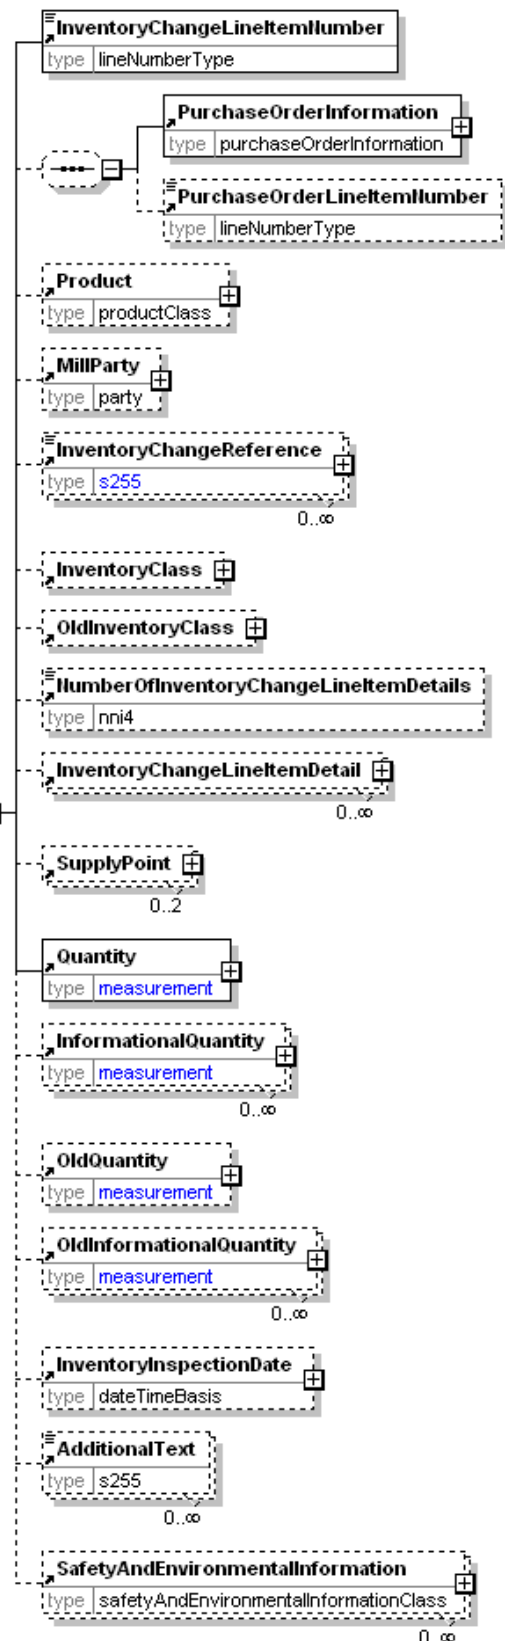 InventoryChangeLineItemNumber
type lineNumberType
PurchaseOrderInformation
type purchaseOrderInformation
PurchaseOrderLineItemNumber
type lineNumberType
Product
type productClass
MillParty
type party
InventoryChangeReference
type s255
0..∞
InventoryClass
OldInventoryClass
NumberOfInventoryChangeLineItemDetails
type nni4
InventoryChangeLineItemDetail
0..∞
SupplyPoint
0..2
Quantity
type measurement
InformationalQuantity
type measurement
0..∞
OldQuantity
type measurement
OldInformationalQuantity
type measurement
0..∞
InventoryInspectionDate
type dateTimeBasis
AdditionalText
type s255
0..∞
SafetyAndEnvironmentalInformation
type safetyAndEnvironmentalInformationClass
0..∞